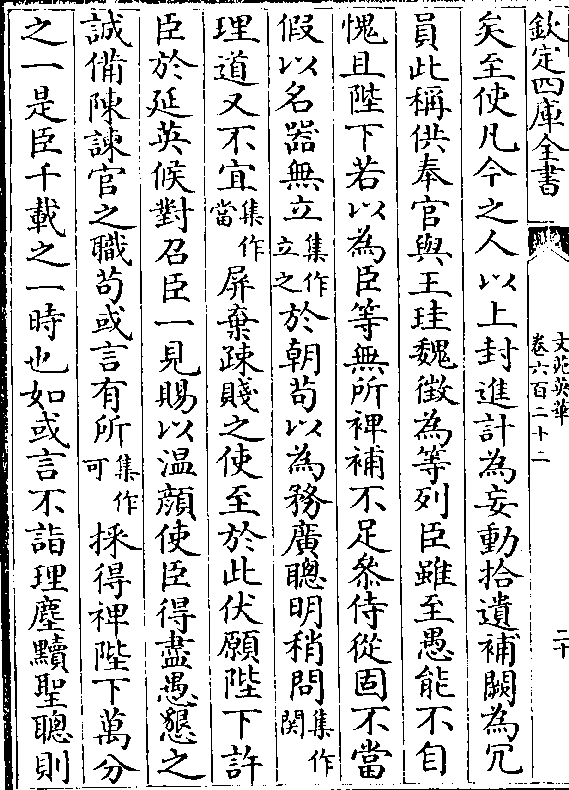 欽定四庫全書
文苑英華
卷六百二十二
二十
矣至使凡今之人以上封進計為妄動拾遺補闕為冗
員此稱供奉官與王珪魏徵為等列臣雖至愚能不自
愧且陛下若以為臣等無所裨補不足叅侍從固不當
假以名器無立集作立之於朝苟以為務廣聰明稍問集作関
理道又不宜集作當屏棄疎賤之使至於此伏願陛下許
臣於延英候對召臣一見賜以溫顔使臣得盡愚懇之
誠備陳諫官之職苟或言有所集作可採得裨陛下萬分
之一是臣千載之一時也如或言不詣理塵黷聖聰則